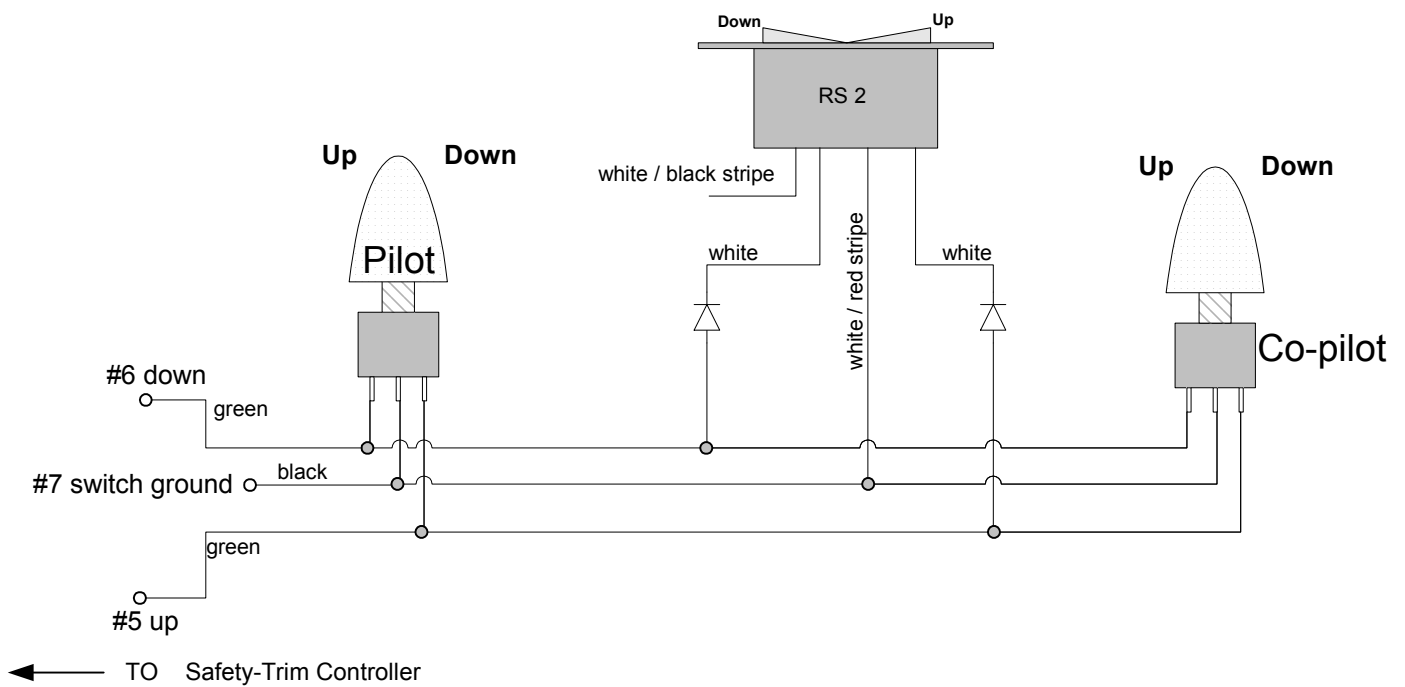 Down
Up
RS 2
Up
Down
white / black stripe
Up
Down
white
white / red stripe
white
Pilot
Co-pilot
#6 down
green
#7 switch ground
black
green
#5 up
TO Safety-Trim Controller